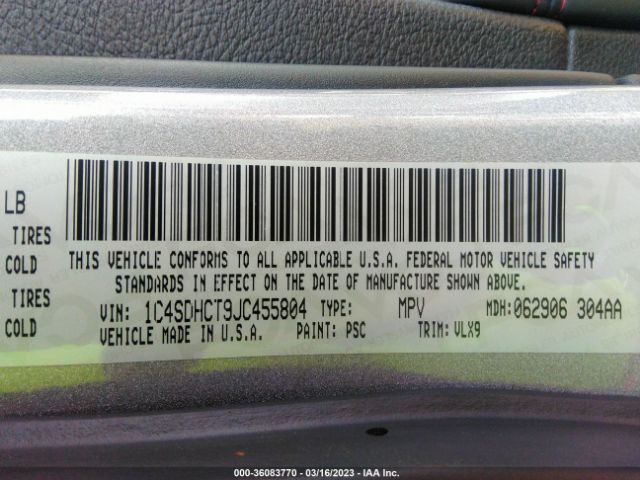 LB
TIRES
COLD
TIRES
COLD
THIS VEHICLE CONFORMS TO ALL APPLICABLE U.S.A. FEDERAL MOTOR VEHICLE SAFETY
STANDARDS IN EFFECT ON THE DATE OF MANUFACTURE SHOWN ABOVE.
VIN: 1C4SDHCT9JC455804 TYPE: MPV MDH:062906 304AA
VEHICLE MADE IN U.S.A. PAINT: PSC TRIM: VLX9
000-36083770 - 03/16/2023 - IAA Inc.